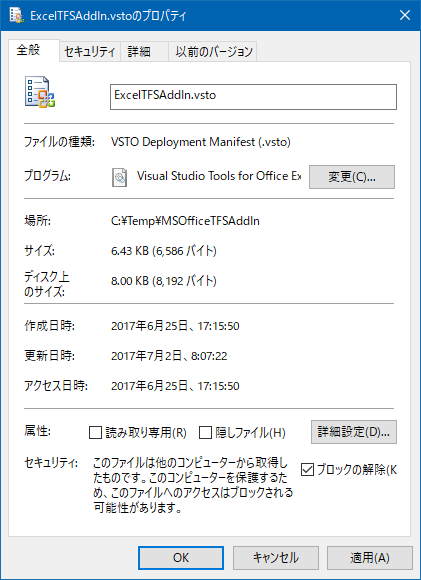 ExcelTFSAddIn.vstoのプロパティ
全般 セキュリティ 詳細 以前のバージョン
ExcelTFSAddIn.vsto
ファイルの種類: VSTO Deployment Manifest (.vsto)
プログラム: Visual Studio Tools for Office Ex 変更(C)...
場所: C:¥Temp¥MSOfficeTFSAddIn
サイズ: 6.43 KB (6,586 バイト)
ディスク上
のサイズ: 8.00 KB (8,192 バイト)
作成日時: 2017年6月25日、17:15:50
更新日時: 2017年7月2日、8:07:22
アクセス日時: 2017年6月25日、17:15:50
属性: 読み取り専用(R) 隠しファイル(H) 詳細設定(D)...
セキュリティ: このファイルは他のコンピューターから取得し
たものです。このコンピューターを保護するた
め、このファイルへのアクセスはブロックされる
可能性があります。
ブロックの解除(K
OK キャンセル 適用(A)